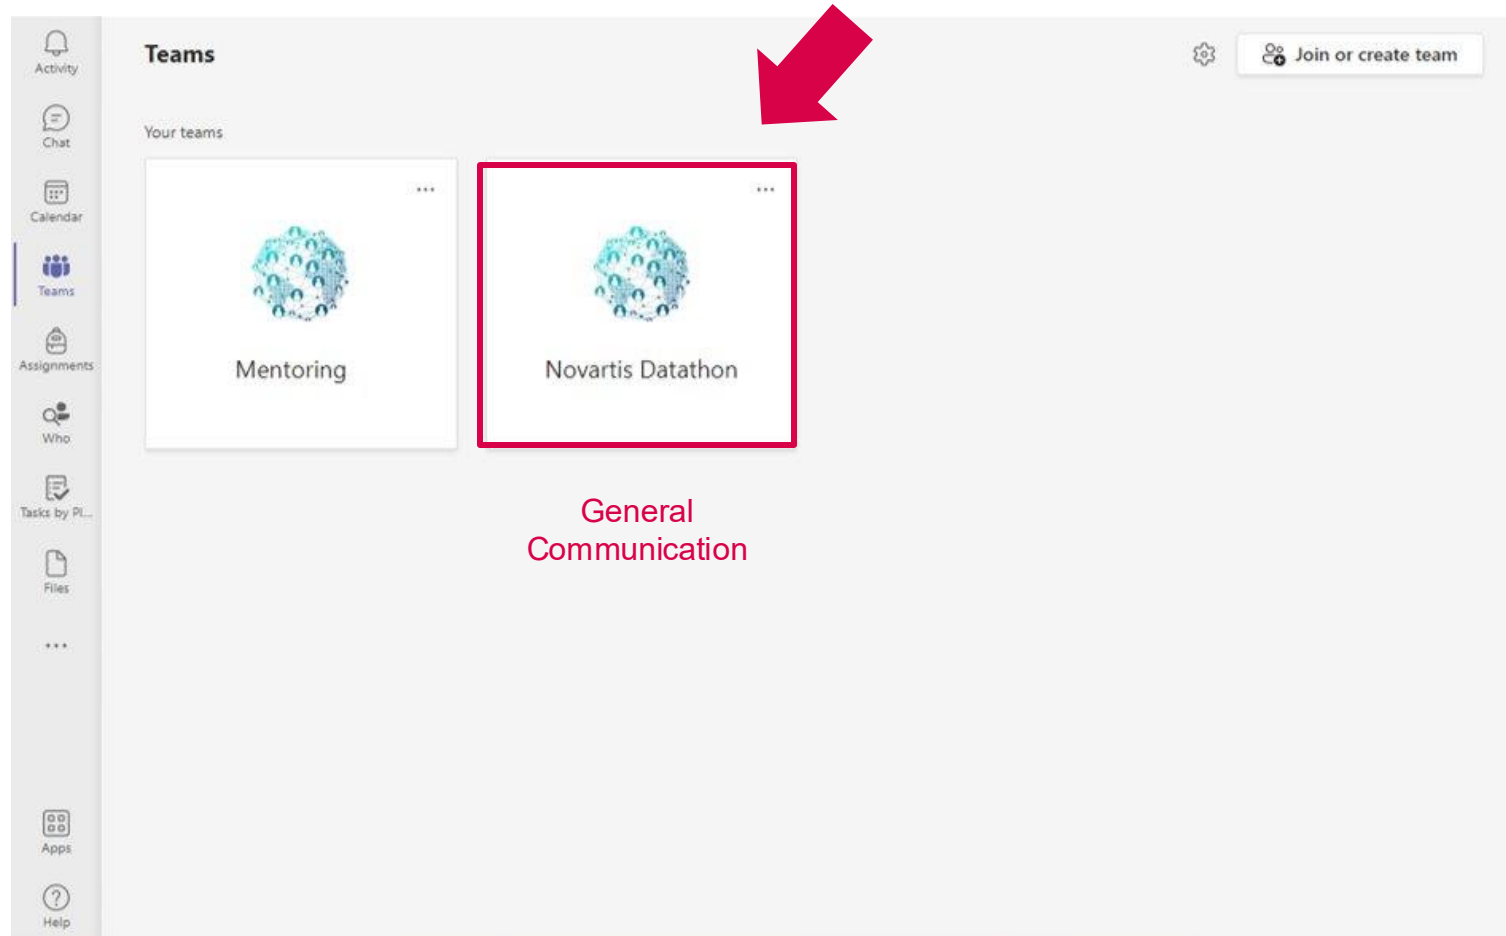 Activity
Chat
Calendar
Teams
Assignments
Who
Tasks by Pl...
Files
Apps
Help
Teams
Join or create team
Your teams
Mentoring
Novartis Datathon
General
Communication